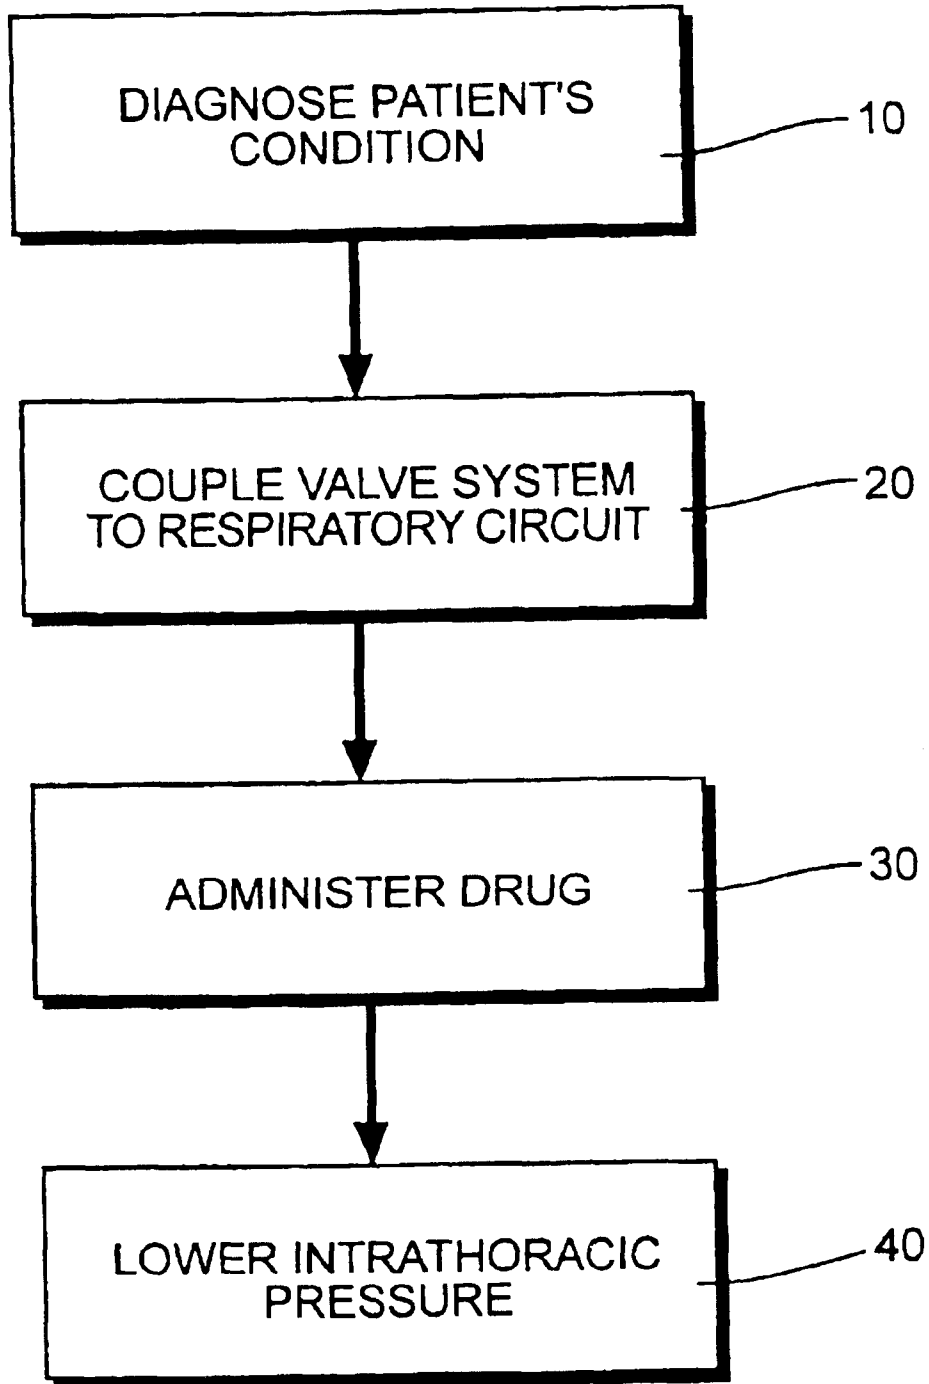 DIAGNOSE PATIENT'S
CONDITION
10
COUPLE VALVE SYSTEM
TO RESPIRATORY CIRCUIT
20
ADMINISTER DRUG
30
LOWER INTRATHORACIC
PRESSURE
40